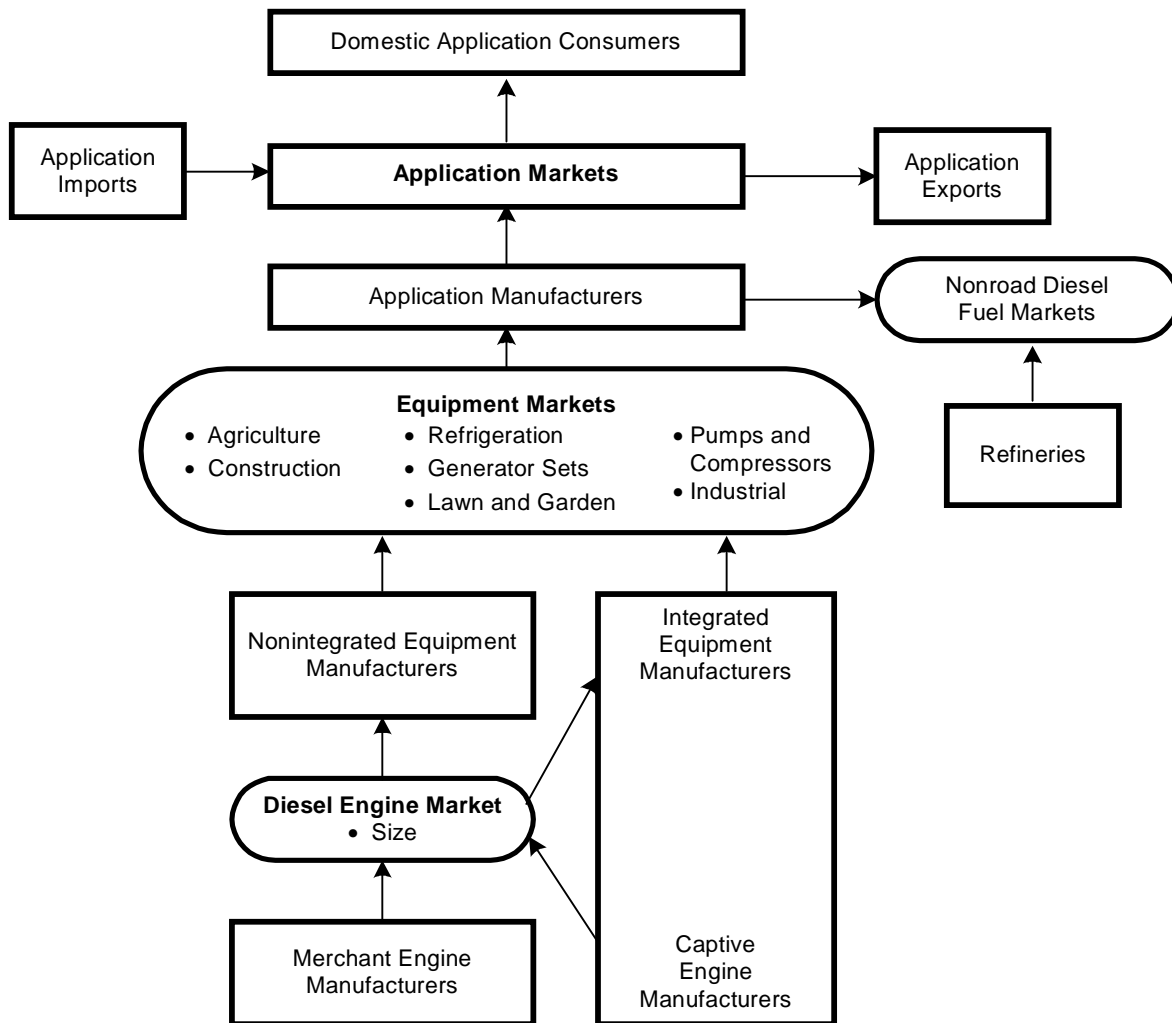 Domestic Application Consumers
Application
Imports
Application Markets
Application
Exports
Application Manufacturers
Nonroad Diesel
Fuel Markets
Equipment Markets
• Agriculture
• Construction
• Refrigeration
• Generator Sets
• Lawn and Garden
• Pumps and
Compressors
• Industrial
Refineries
Nonintegrated Equipment
Manufacturers
Integrated
Equipment
Manufacturers
Diesel Engine Market
• Size
Merchant Engine
Manufacturers
Captive
Engine
Manufacturers